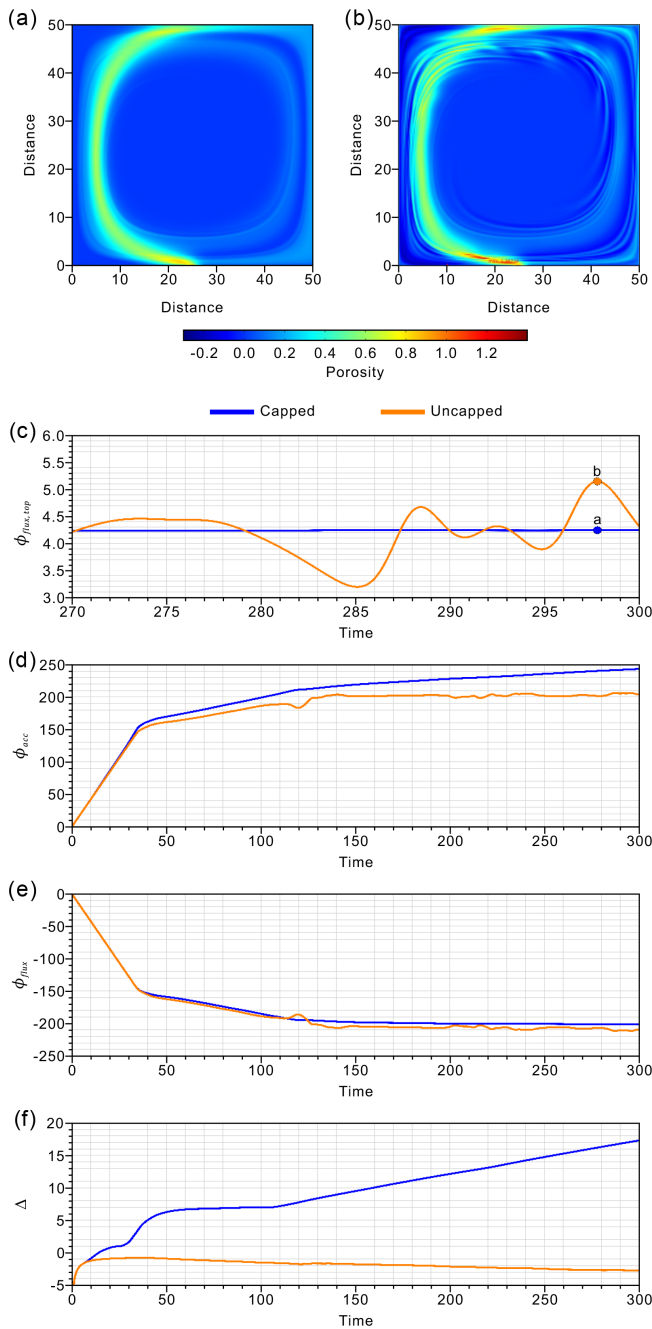 (a) (b)
50 50
40 40
30 30
20 20
10 10
0 0
Distance Distance
0 10 20 30 40 50 0 10 20 30 40 50
Distance Distance
-0.2 0.0 0.2 0.4 0.6 0.8 1.0 1.2
Porosity
Capped Uncapped
(c)
6.0
5.5
5.0
4.5
4.0
3.5
3.0
ϕflux,top
b
a
270 275 280 285 290 295 300
Time
(d)
250
200
150
100
50
0
ϕacc
0 50 100 150 200 250 300
Time
(e)
0
-50
-100
-150
-200
-250
ϕflux
0 50 100 150 200 250 300
Time
(f)
20
15
10
5
0
-5
Δ
0 50 100 150 200 250 300
Time